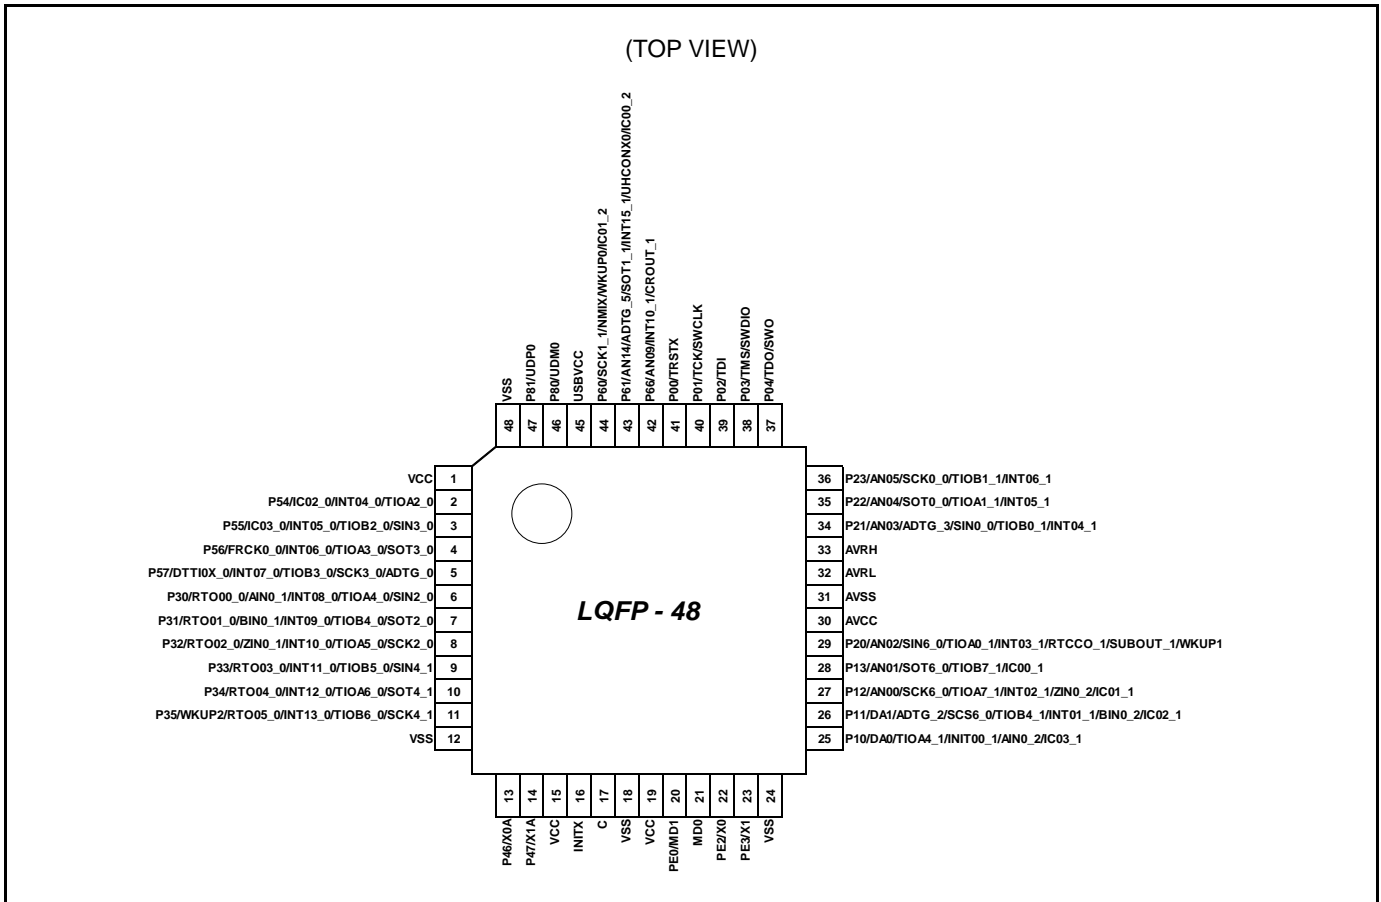 (TOP VIEW)
VSS
P81/UDP0
P80/UDM0
USBVCC
P60/SCK1_1/NMIX/WKUP0/IC01_2
P61/AN14/ADTG_5/SOT1_1/INT15_1/UHCONX0/IC00_2
P66/AN09/INT10_1/CROUT_1
P00/TRSTX
P01/TCK/SWCLK
P02/TDI
P03/TMS/SWDIO
P04/TDO/SWO
48
47
46
45
44
43
42
41
40
39
38
37
VCC 1
P54/IC02_0/INT04_0/TIOA2_0 2
P55/IC03_0/INT05_0/TIOB2_0/SIN3_0 3
P56/FRCK0_0/INT06_0/TIOA3_0/SOT3_0 4
P57/DTTI0X_0/INT07_0/TIOB3_0/SCK3_0/ADTG_0 5
P30/RTO00_0/AIN0_1/INT08_0/TIOA4_0/SIN2_0 6
P31/RTO01_0/BIN0_1/INT09_0/TIOB4_0/SOT2_0 7
P32/RTO02_0/ZIN0_1/INT10_0/TIOA5_0/SCK2_0 8
P33/RTO03_0/INT11_0/TIOB5_0/SIN4_1 9
P34/RTO04_0/INT12_0/TIOA6_0/SOT4_1 10
P35/WKUP2/RTO05_0/INT13_0/TIOB6_0/SCK4_1 11
VSS 12
LQFP - 48
36 P23/AN05/SCK0_0/TIOB1_1/INT06_1
35 P22/AN04/SOT0_0/TIOA1_1/INT05_1
34 P21/AN03/ADTG_3/SIN0_0/TIOB0_1/INT04_1
33 AVRH
32 AVRL
31 AVSS
30 AVCC
29 P20/AN02/SIN6_0/TIOA0_1/INT03_1/RTCCO_1/SUBOUT_1/WKUP1
28 P13/AN01/SOT6_0/TIOB7_1/IC00_1
27 P12/AN00/SCK6_0/TIOA7_1/INT02_1/ZIN0_2/IC01_1
26 P11/DA1/ADTG_2/SCS6_0/TIOB4_1/INT01_1/BIN0_2/IC02_1
25 P10/DA0/TIOA4_1/INIT00_1/AIN0_2/IC03_1
13
14
15
16
17
18
19
20
21
22
23
24
P46/X0A
P47/X1A
VCC
INITX
C
VSS
VCC
PE0/MD1
MD0
PE2/X0
PE3/X1
VSS